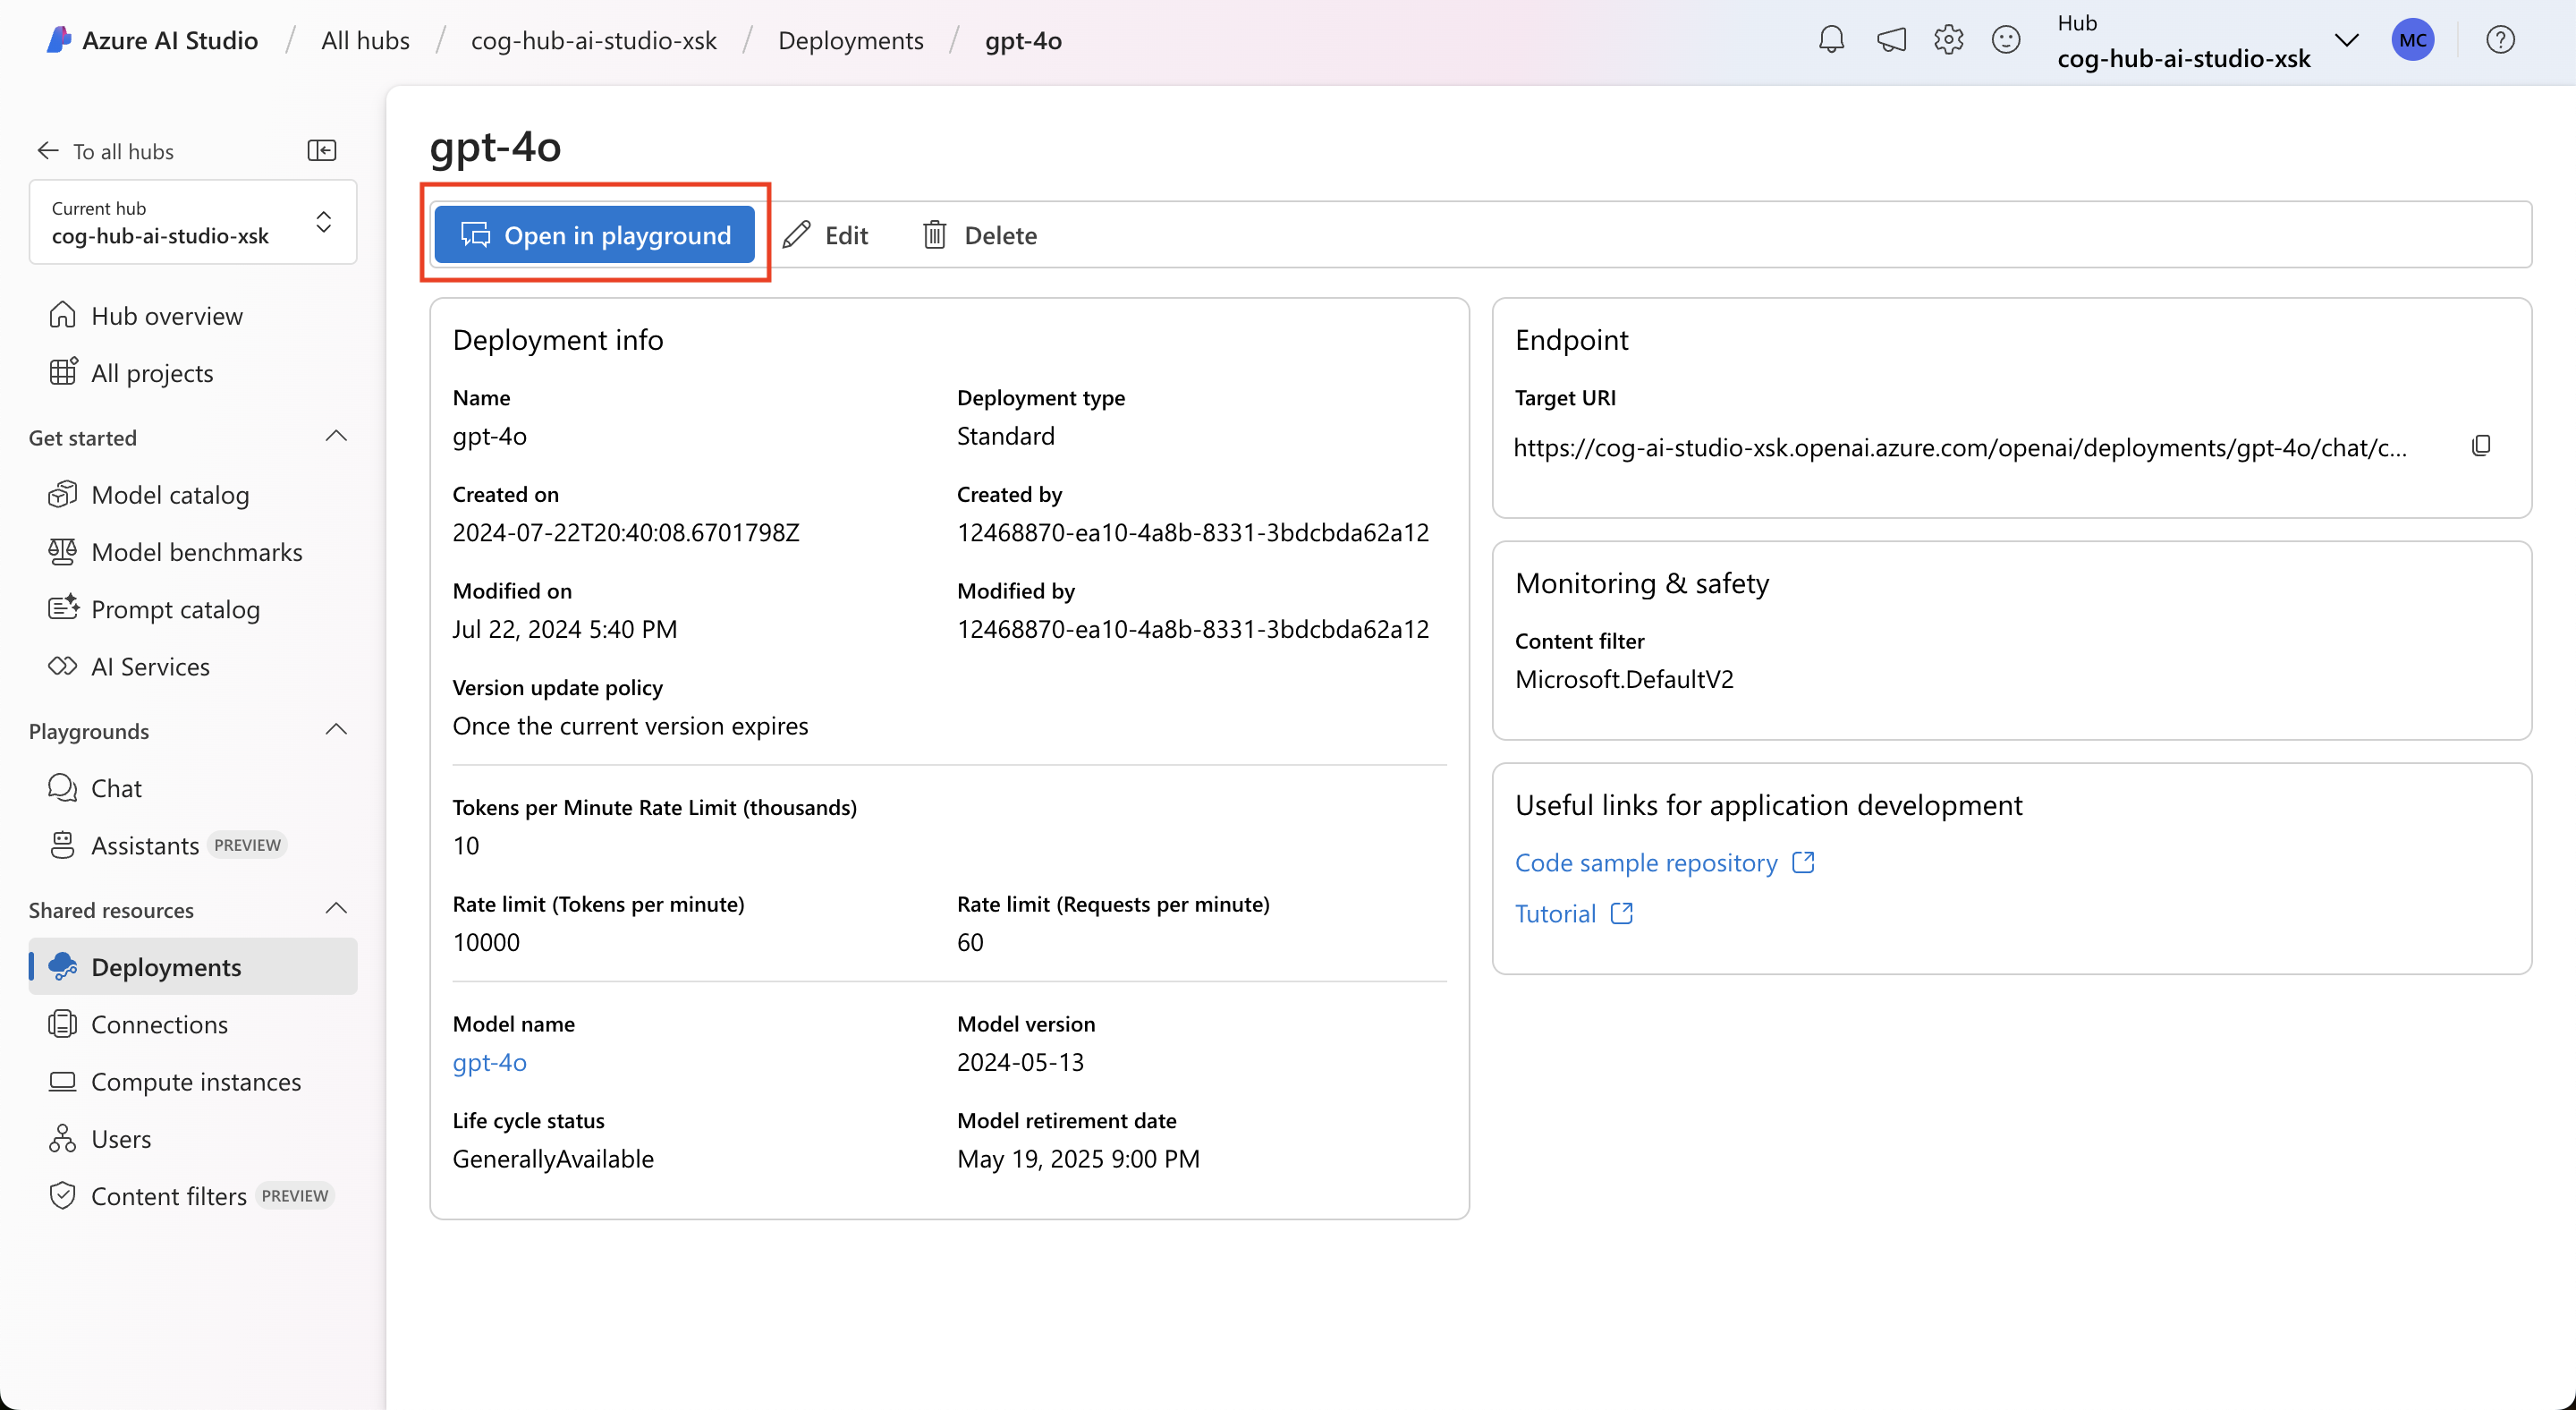 Azure AI Studio / All hubs / cog-hub-ai-studio-xsk / Deployments / gpt-4o
Hub
cog-hub-ai-studio-xsk
MC
To all hubs
Current hub
cog-hub-ai-studio-xsk
Hub overview
All projects
Get started
Model catalog
Model benchmarks
Prompt catalog
AI Services
Playgrounds
Chat
Assistants PREVIEW
Shared resources
Deployments
Connections
Compute instances
Users
Content filters PREVIEW
gpt-4o
Open in playground
Edit
Delete
Deployment info
Name
gpt-4o
Deployment type
Standard
Created on
2024-07-22T20:40:08.6701798Z
Created by
12468870-ea10-4a8b-8331-3bdcbda62a12
Modified on
Jul 22, 2024 5:40 PM
Modified by
12468870-ea10-4a8b-8331-3bdcbda62a12
Version update policy
Once the current version expires
Tokens per Minute Rate Limit (thousands)
10
Rate limit (Tokens per minute)
10000
Rate limit (Requests per minute)
60
Model name
gpt-4o
Model version
2024-05-13
Life cycle status
GenerallyAvailable
Model retirement date
May 19, 2025 9:00 PM
Endpoint
Target URI
https://cog-ai-studio-xsk.openai.azure.com/openai/deployments/gpt-4o/chat/c...
Monitoring & safety
Content filter
Microsoft.DefaultV2
Useful links for application development
Code sample repository
Tutorial